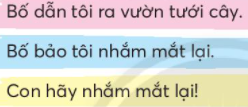 Bố dẫn tôi ra vườn tưới cây.
Bố bảo tôi nhắm mắt lại.
Con hãy nhắm mắt lại!